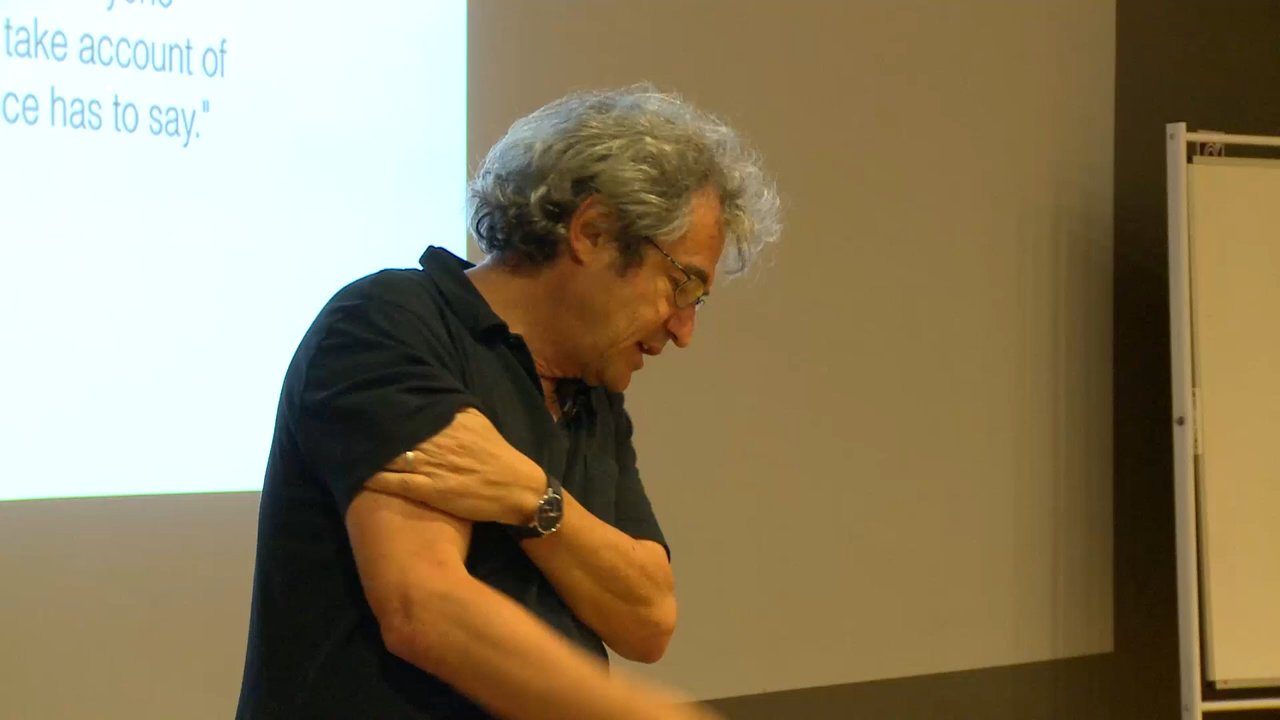 take account of
ce has to say."